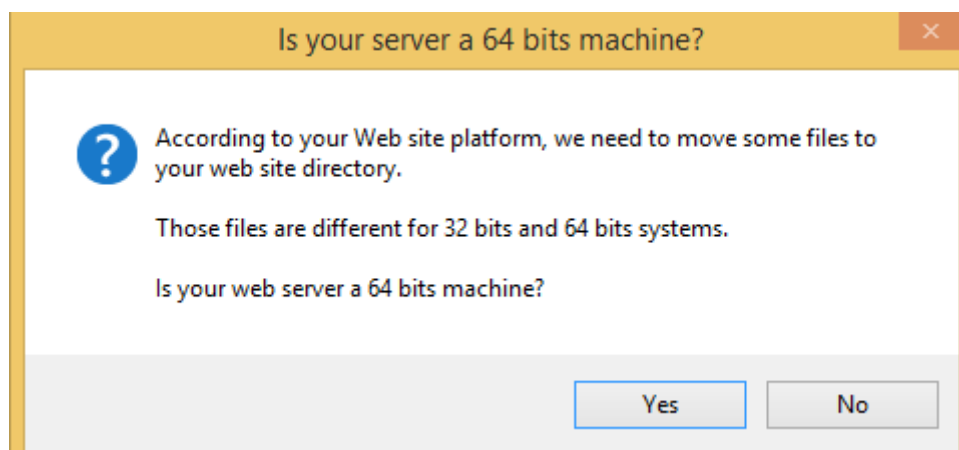 Is your server a 64 bits machine?
According to your Web site platform, we need to move some files to
your web site directory.
Those files are different for 32 bits and 64 bits systems.
Is your web server a 64 bits machine?
Yes
No